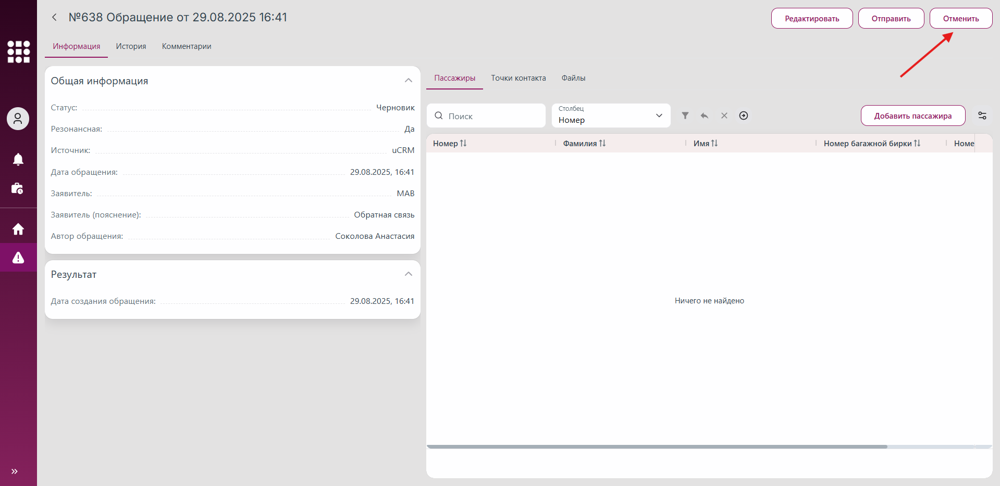 №638 Обращение от 29.08.2025 16:41
Редактировать
Отправить
Отменить
Информация
История
Комментарии
Общая информация
Статус: Черновик
Резонансная: Да
Источник: uCRM
Дата обращения: 29.08.2025, 16:41
Заявитель: МАВ
Заявитель (пояснение): Обратная связь
Автор обращения: Соколова Анастасия
Результат
Дата создания обращения: 29.08.2025, 16:41
Пассажиры
Точки контакта
Файлы
Поиск
Столбец
Номер
Добавить пассажира
Номер
Фамилия
Имя
Номер багажной бирки
Номе
Ничего не найдено